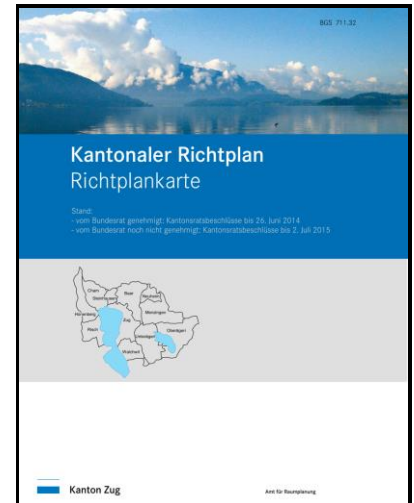 BGS 711.32
Kantonaler Richtplan
Richtplankarte
Stand:
- vom Bundesrat genehmigt: Kantonsratsbeschlüsse bis 26. Juni 2014
- vom Bundesrat noch nicht genehmigt: Kantonsratsbeschlüsse bis 2. Juli 2015
Cham
Steinhausen
Baar
Neuheim
Hünenberg
Menzingen
Risch
Zug
Unterägeri
Oberägeri
Walchwil
Kanton Zug
Amt für Raumplanung